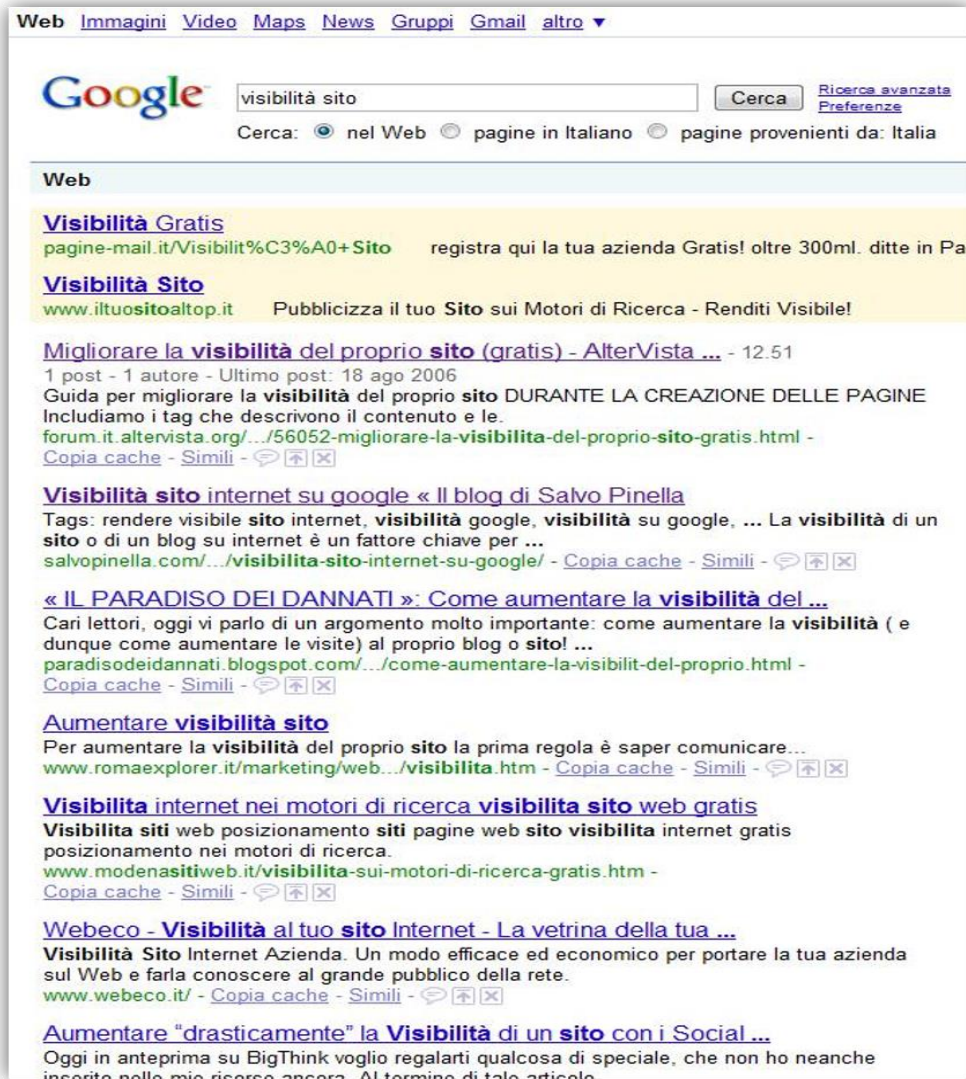 Web Immagini Video Maps News Gruppi Gmail altro ▼
Google
visibilità sito Cerca Ricerca avanzata
Preferenze
Cerca: nel Web pagine in Italiano pagine provenienti da: Italia
Web
Visibilità Gratis
pagine-mail.it/Visibilit%C3%A0+Sito registra qui la tua azienda Gratis! oltre 300ml. ditte in Pa
Visibilità Sito
www.iltuositoaltop.it Pubblicizza il tuo Sito sui Motori di Ricerca - Renditi Visibile!
Migliorare la visibilità del proprio sito (gratis) - AlterVista ... - 12.51
1 post - 1 autore - Ultimo post: 18 ago 2006
Guida per migliorare la visibilità del proprio sito DURANTE LA CREAZIONE DELLE PAGINE
Includiamo i tag che descrivono il contenuto e le.
forum.it.altervista.org/.../56052-migliorare-la-visibilita-del-proprio-sito-gratis.html -
Copia cache - Simili -
Visibilità sito internet su google « Il blog di Salvo Pinella
Tags: rendere visibile sito internet, visibilità google, visibilità su google, ... La visibilità di un
sito o di un blog su internet è un fattore chiave per ...
salvopinella.com/.../visibilita-sito-internet-su-google/ - Copia cache - Simili -
« IL PARADISO DEI DANNATI »: Come aumentare la visibilità del ...
Cari lettori, oggi vi parlo di un argomento molto importante: come aumentare la visibilità ( e
dunque come aumentare le visite) al proprio blog o sito! ...
paradisodeidannati.blogspot.com/.../come-aumentare-la-visibilit-del-proprio.html -
Copia cache - Simili -
Aumentare visibilità sito
Per aumentare la visibilità del proprio sito la prima regola è saper comunicare...
www.romaexplorer.it/marketing/web.../visibilita.htm - Copia cache - Simili -
Visibilita internet nei motori di ricerca visibilita sito web gratis
Visibilita siti web posizionamento siti pagine web sito visibilita internet gratis
posizionamento nei motori di ricerca.
www.modenasitiweb.it/visibilita-sui-motori-di-ricerca-gratis.htm -
Copia cache - Simili -
Webeco - Visibilità al tuo sito Internet - La vetrina della tua ...
Visibilità Sito Internet Azienda. Un modo efficace ed economico per portare la tua azienda
sul Web e farla conoscere al grande pubblico della rete.
www.webeco.it/ - Copia cache - Simili -
Aumentare "drasticamente" la Visibilità di un sito con i Social ...
Oggi in anteprima su BigThink voglio regalarti qualcosa di speciale, che non ho neanche
inserito nelle mie risorse ancora. Al termine di tale articolo